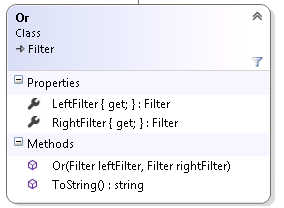 Or
Class
Filter
Properties
LeftFilter { get; } : Filter
RightFilter { get; } : Filter
Methods
Or(Filter leftFilter, Filter rightFilter)
ToString() : string